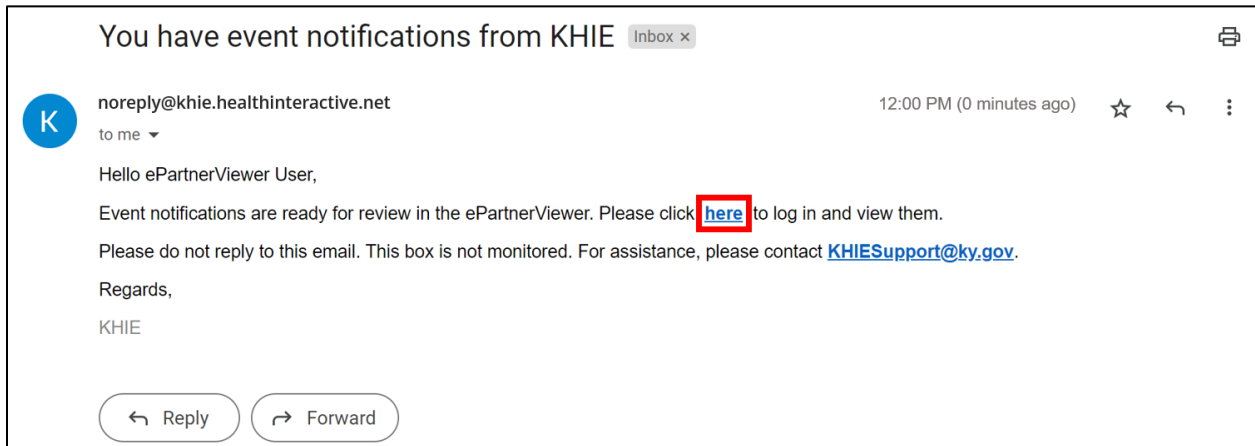 You have event notifications from KHIE Inbox ×
K
noreply@khie.healthinteractive.net 12:00 PM (0 minutes ago)
to me
Hello ePartnerViewer User,
Event notifications are ready for review in the ePartnerViewer. Please click here to log in and view them.
Please do not reply to this email. This box is not monitored. For assistance, please contact KHIESupport@ky.gov.
Regards,
KHIE
Reply Forward